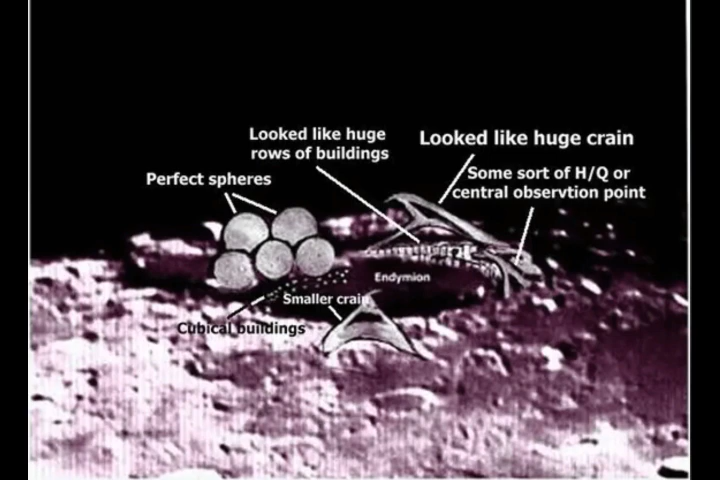 Looked like huge
rows of buildings
Looked like huge crain
Perfect spheres
Some sort of H/Q or
central observtion point
Endymion
Smaller crain
Cubical buildings